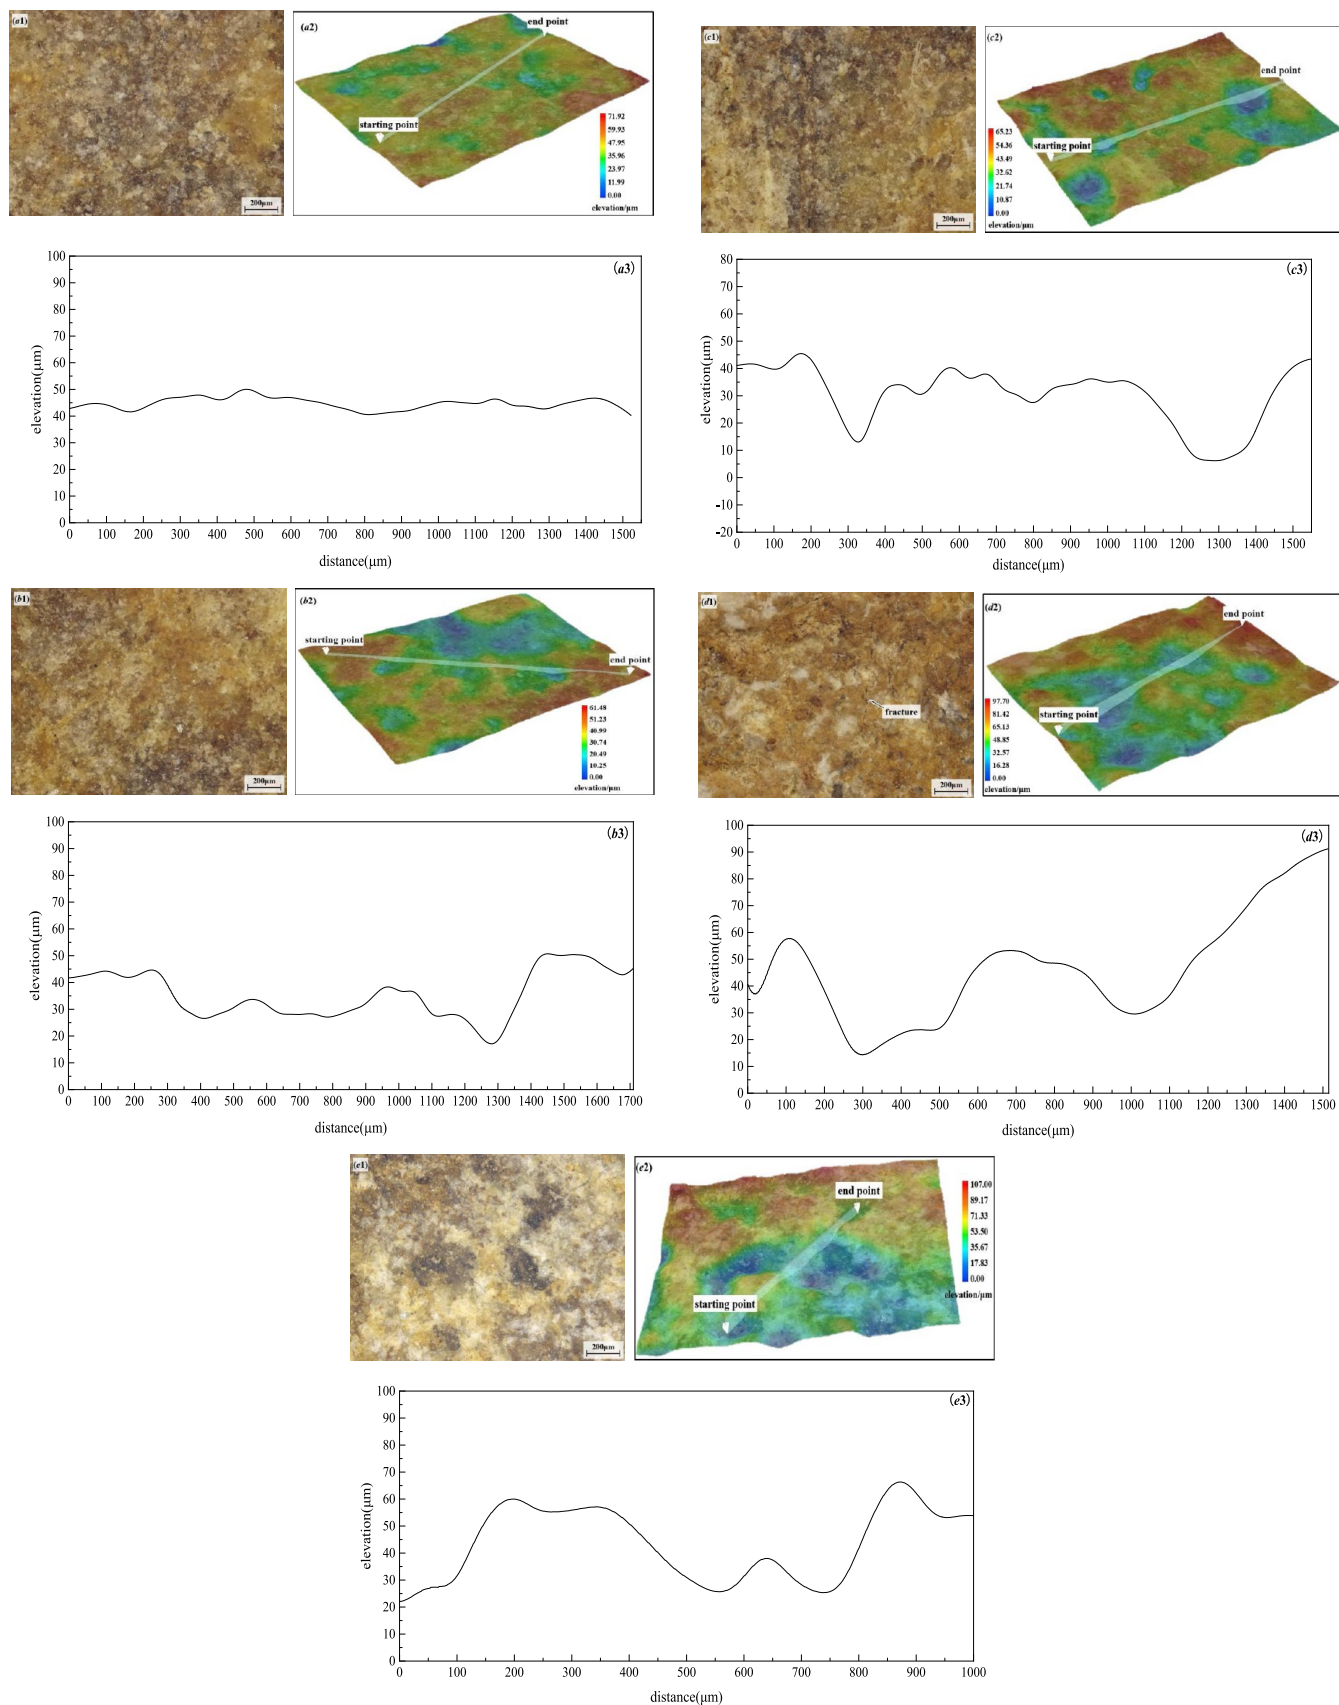 (a1)
200μm
(a2)
end point
starting point
71.92
59.93
47.95
35.96
23.97
11.99
0.00
elevation/μm
(c1)
200μm
(c2)
end point
starting point
65.23
54.36
43.49
32.62
21.74
10.87
0.00
elevation/μm
(a3)
100
90
80
70
60
50
40
30
20
10
0
elevation(μm)
0 100 200 300 400 500 600 700 800 900 1000 1100 1200 1300 1400 1500
distance(μm)
(c3)
80
70
60
50
40
30
20
10
0
-10
-20
elevation(μm)
0 100 200 300 400 500 600 700 800 900 1000 1100 1200 1300 1400 1500
distance(μm)
(b1)
200μm
(b2)
starting point
end point
61.48
51.23
40.99
30.74
20.49
10.25
0.00
elevation/μm
(d1)
fracture
200μm
(d2)
end point
starting point
97.70
81.42
65.13
48.85
32.57
16.28
0.00
elevation/μm
(b3)
100
90
80
70
60
50
40
30
20
10
0
elevation(μm)
0 100 200 300 400 500 600 700 800 900 1000 1100 1200 1300 1400 1500 1600 1700
distance(μm)
(d3)
100
90
80
70
60
50
40
30
20
10
0
elevation(μm)
0 100 200 300 400 500 600 700 800 900 1000 1100 1200 1300 1400 1500
distance(μm)
(e1)
200μm
(e2)
end point
starting point
107.00
89.17
71.33
53.50
35.67
17.83
0.00
elevation/μm
(e3)
100
90
80
70
60
50
40
30
20
10
0
elevation(μm)
0 100 200 300 400 500 600 700 800 900 1000
distance(μm)